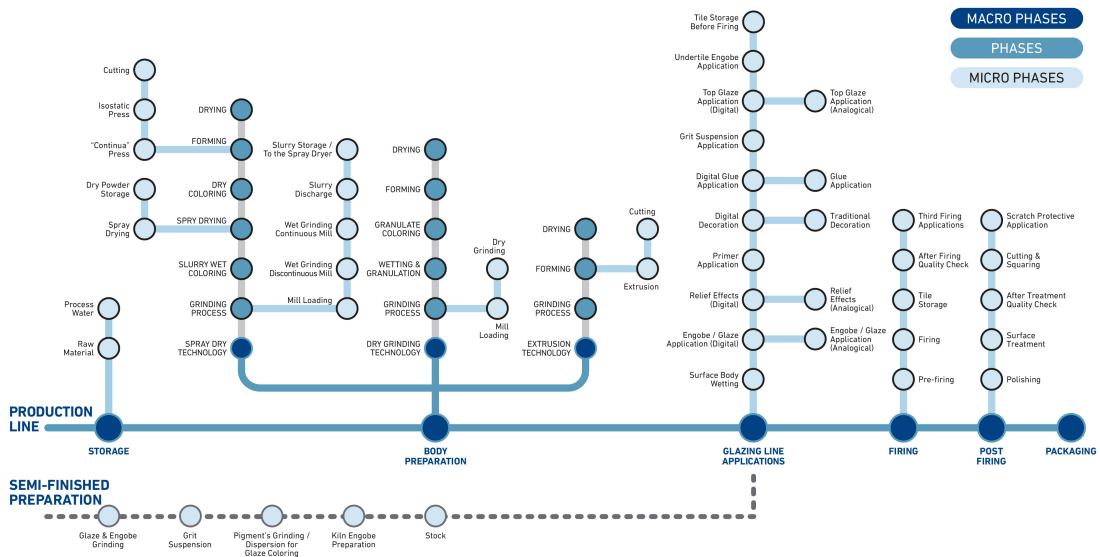 MACRO PHASES
PHASES
MICRO PHASES
Cutting
Isostatic
Press
"Continua"
Press
Dry Powder
Storage
Spray
Drying
Process
Water
Raw
Material
DRYING
FORMING
DRY
COLORING
SPRY DRYING
SLURRY WET
COLORING
GRINDING
PROCESS
SPRAY DRY
TECHNOLOGY
Slurry Storage /
To the Spray Dryer
Slurry
Discharge
Wet Grinding
Continuous Mill
Wet Grinding
Discontinuous Mill
Mill Loading
DRYING
FORMING
GRANULATE
COLORING
WETTING &
GRANULATION
GRINDING
PROCESS
DRY GRINDING
TECHNOLOGY
Dry
Grinding
Mill
Loading
DRYING
FORMING
GRINDING
PROCESS
EXTRUSION
TECHNOLOGY
Cutting
Extrusion
Tile Storage
Before Firing
Undertile Engobe
Application
Top Glaze
Application
(Digital)
Top Glaze
Application
(Analogical)
Grit Suspension
Application
Digital Glue
Application
Glue
Application
Digital
Decoration
Traditional
Decoration
Primer
Application
Relief Effects
(Digital)
Relief
Effects
(Analogical)
Engobe / Glaze
Application (Digital)
Engobe / Glaze
Application
(Analogical)
Surface Body
Wetting
Third Firing
Applications
After Firing
Quality Check
Tile
Storage
Firing
Pre-firing
Scratch Protective
Application
Cutting &
Squaring
After Treatment
Quality Check
Surface
Treatment
Polishing
PRODUCTION
LINE
STORAGE
BODY
PREPARATION
GLAZING LINE
APPLICATIONS
FIRING
POST
FIRING
PACKAGING
SEMI-FINISHED
PREPARATION
Glaze & Engobe
Grinding
Grit
Suspension
Pigment's Grinding /
Dispersion for
Glaze Coloring
Kiln Engobe
Preparation
Stock